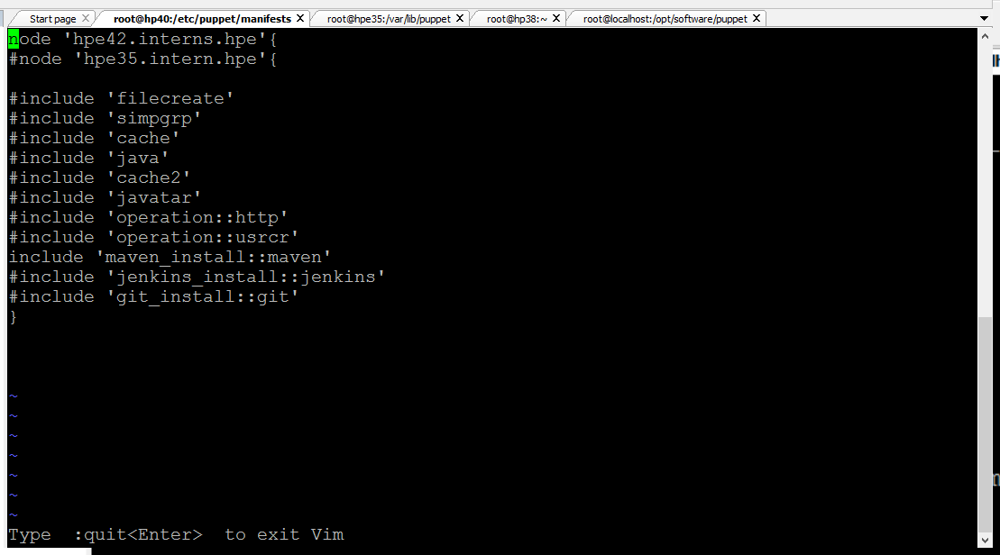 Start page
root@hp40:/etc/puppet/manifests
root@hpe35:/var/lib/puppet
root@hp38:~
root@localhost:/opt/software/puppet
node 'hpe42.interns.hpe'{
#node 'hpe35.intern.hpe'{
#include 'filecreate'
#include 'simpgrp'
#include 'cache'
#include 'java'
#include 'cache2'
#include 'javatar'
#include 'operation::http'
#include 'operation::usrcr'
include 'maven_install::maven'
#include 'jenkins_install::jenkins'
#include 'git_install::git'
}
~
~
~
~
~
~
~
Type  :quit<Enter>  to exit Vim